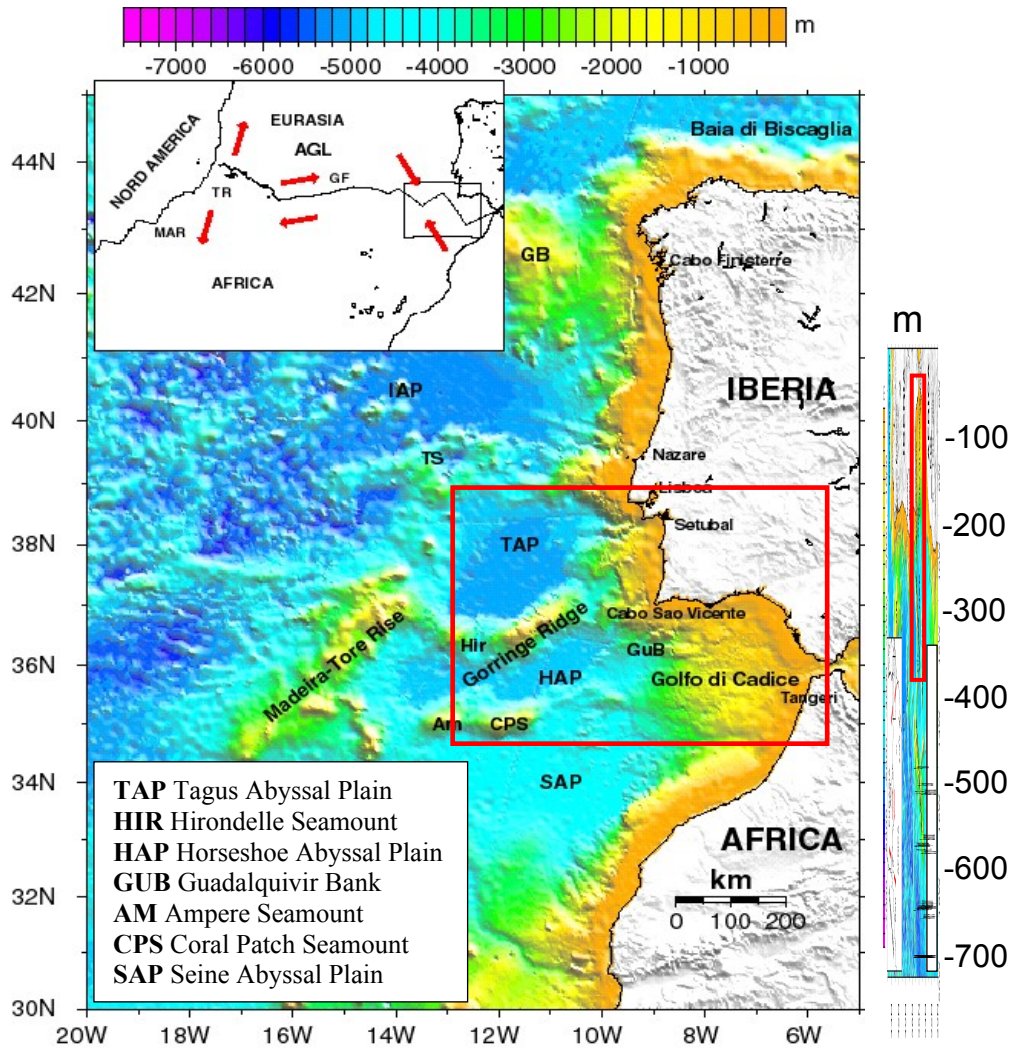 m
-7000 -6000 -5000 -4000 -3000 -2000 -1000
EURASIA
AGL
NORD AMERICA
GF
TR
MAR
AFRICA
Baia di Biscaglia
44N
GB
Cabo Finisterre
42N
IAP
IBERIA
40N
TS
Nazare
Lisboa
Setubal
38N
TAP
Cabo Sao Vicente
Hir
Gorringe Ridge
GuB
36N
Madeira-Tore Rise
HAP
Golfo di Cadice
Tangeri
Am
CPS
34N
SAP
AFRICA
km
0 100 200
32N
30N
20W 18W 16W 14W 12W 10W 8W 6W
TAP Tagus Abyssal Plain
HIR Hirondelle Seamount
HAP Horseshoe Abyssal Plain
GUB Guadalquivir Bank
AM Ampere Seamount
CPS Coral Patch Seamount
SAP Seine Abyssal Plain
m
-100
-200
-300
-400
-500
-600
-700